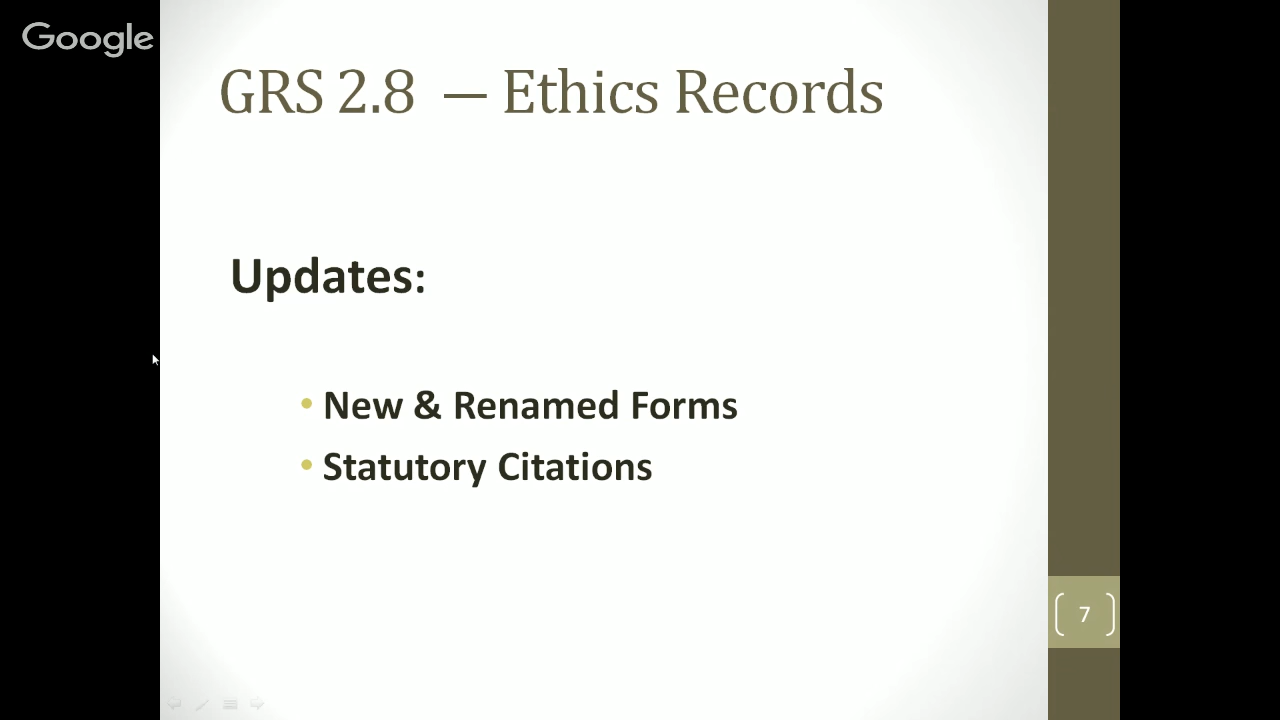 Google
GRS 2.8 — Ethics Records
Updates:
• New & Renamed Forms
• Statutory Citations
7